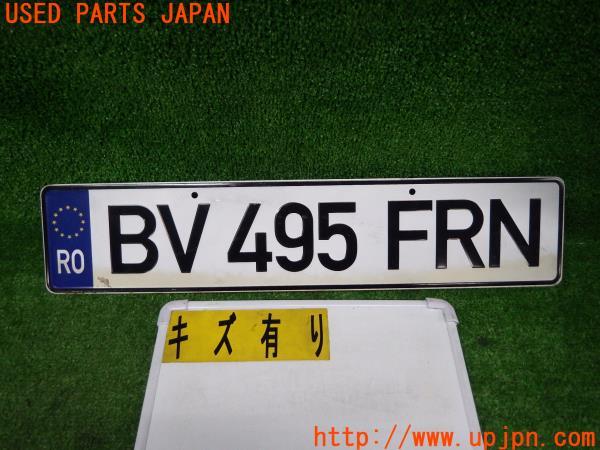 USED PARTS JAPAN
RO BV 495 FRN
キズ有り
http://www.upjpn.com